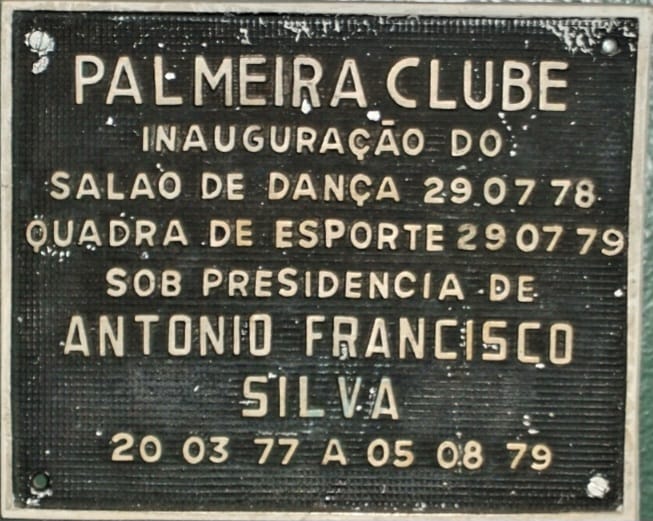 PALMEIRA CLUBE
INAUGURAÇÃO DO
SALAO DE DANÇA 29 07 78
QUADRA DE ESPORTE 29 07 79
SOB PRESIDENCIA DE
ANTONIO FRANCISCO
SILVA
20 03 77 A 05 08 79